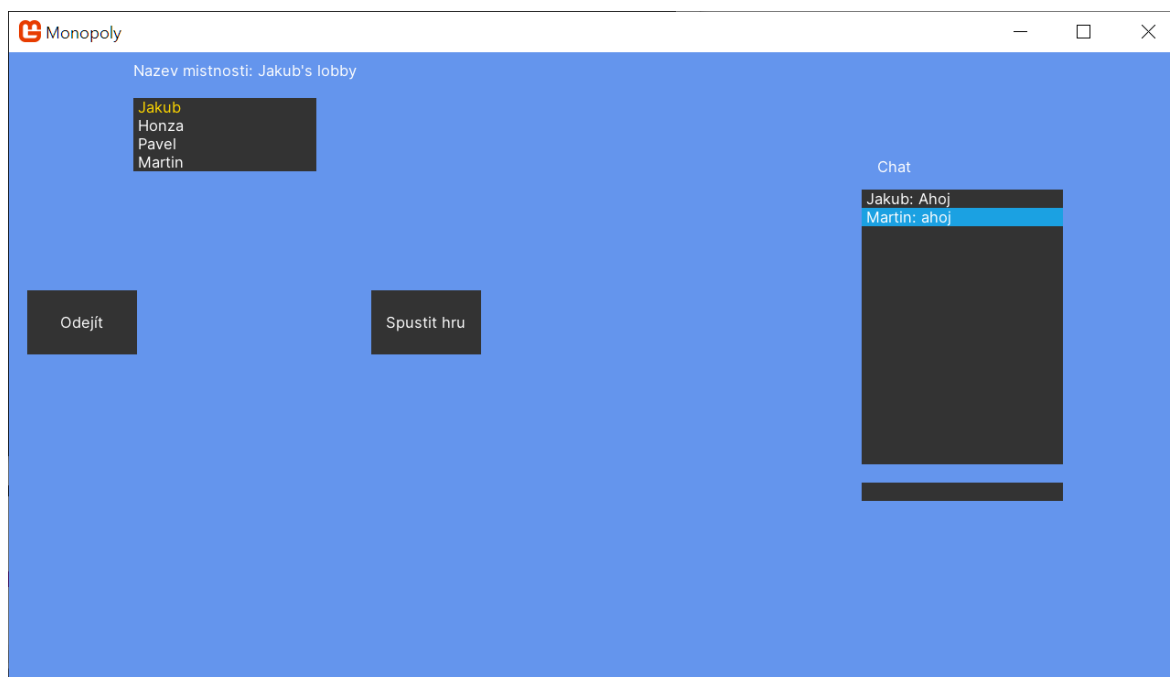 Monopoly
Nazev mistnosti: Jakub's lobby
Jakub
Honza
Pavel
Martin
Chat
Jakub: Ahoj
Martin: ahoj
Odejít
Spustit hru